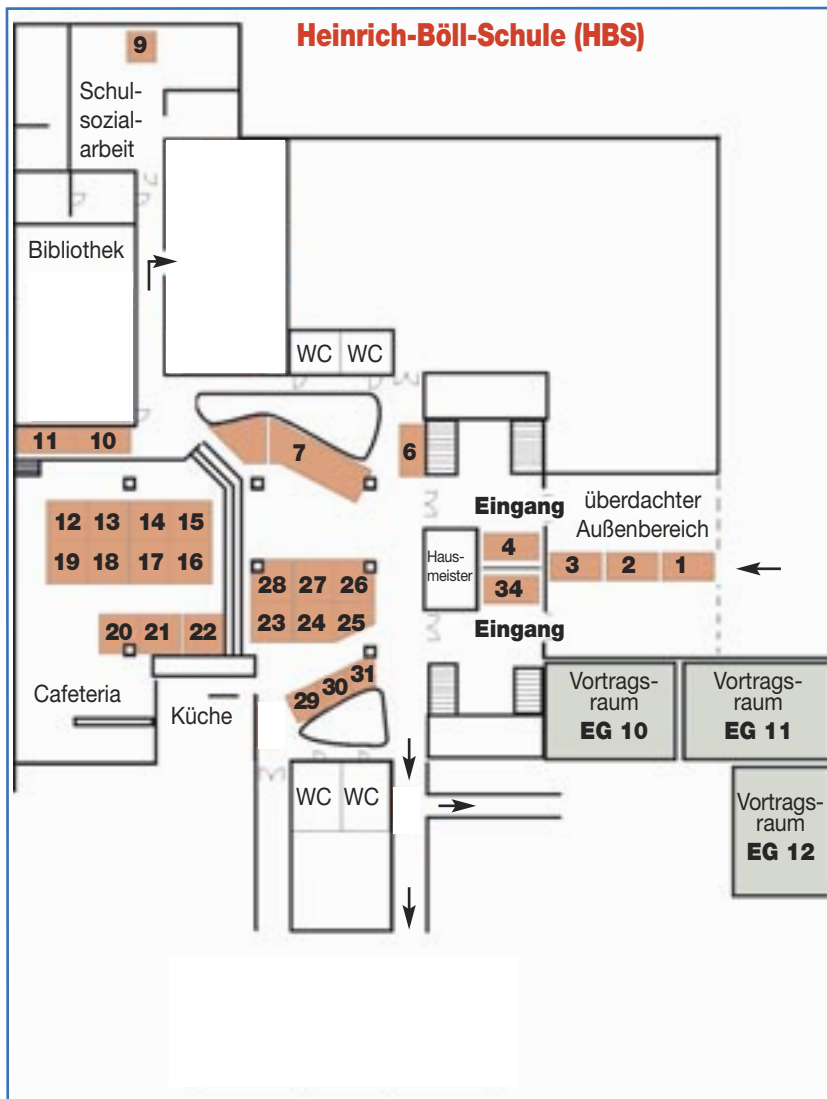 Heinrich-Böll-Schule (HBS)
9
Schul-
sozial-
arbeit
Bibliothek
WC WC
11 10
7
6
Eingang
überdachter
Außenbereich
12 13 14 15
19 18 17 16
Haus-
meister
4
34
3 2 1
Eingang
28 27 26
23 24 25
20 21 22
31
30
29
Cafeteria
Küche
Vortrags-
raum
EG 10
Vortrags-
raum
EG 11
WC WC
Vortrags-
raum
EG 12